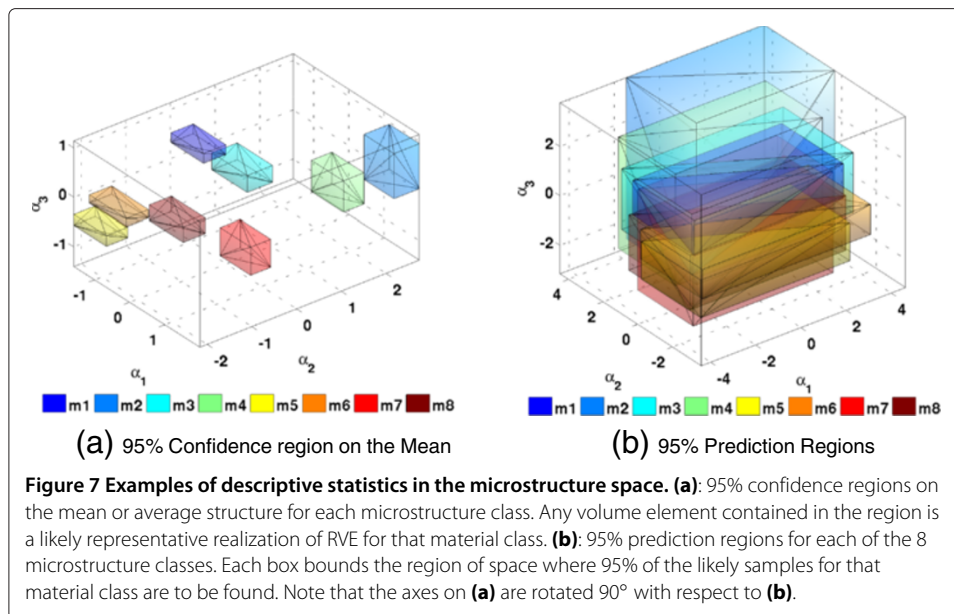 1
0
-1
α3
-1
0
1
α1
-2
-1
0
1
2
α2
m1 m2 m3 m4 m5 m6 m7 m8
(a) 95% Confidence region on the Mean
2
0
-2
α3
4
2
0
-2
α2
-4
-2
0
2
4
α1
m1 m2 m3 m4 m5 m6 m7 m8
(b) 95% Prediction Regions
Figure 7 Examples of descriptive statistics in the microstructure space. (a): 95% confidence regions on
the mean or average structure for each microstructure class. Any volume element contained in the region is
a likely representative realization of RVE for that material class. (b): 95% prediction regions for each of the 8
microstructure classes. Each box bounds the region of space where 95% of the likely samples for that
material class are to be found. Note that the axes on (a) are rotated 90° with respect to (b).